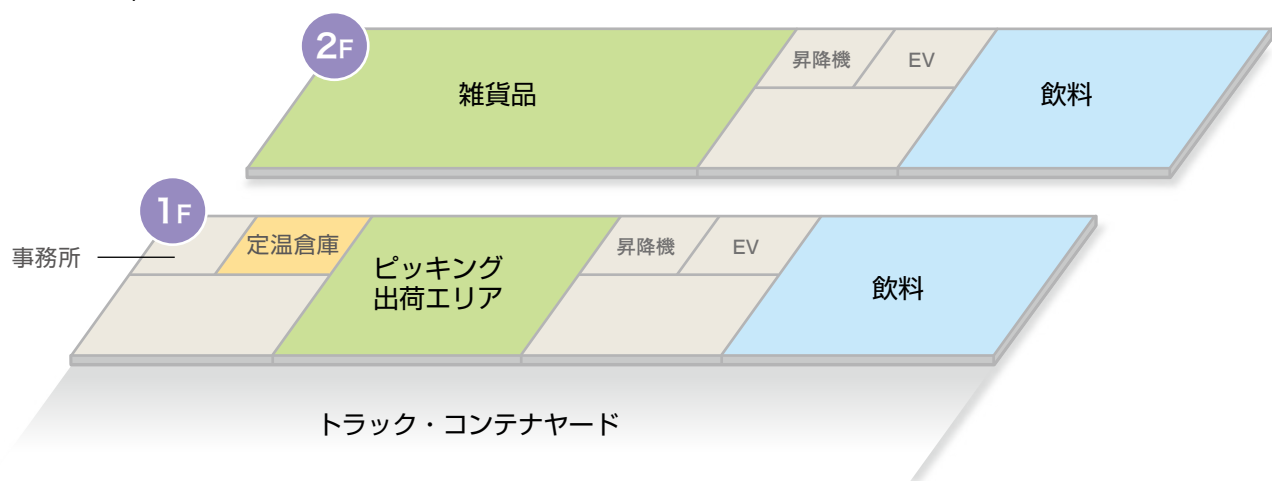 2F
雑貨品
昇降機
EV
飲料
1F
事務所
定温倉庫
ピッキング
出荷エリア
昇降機
EV
飲料
トラック・コンテナヤード